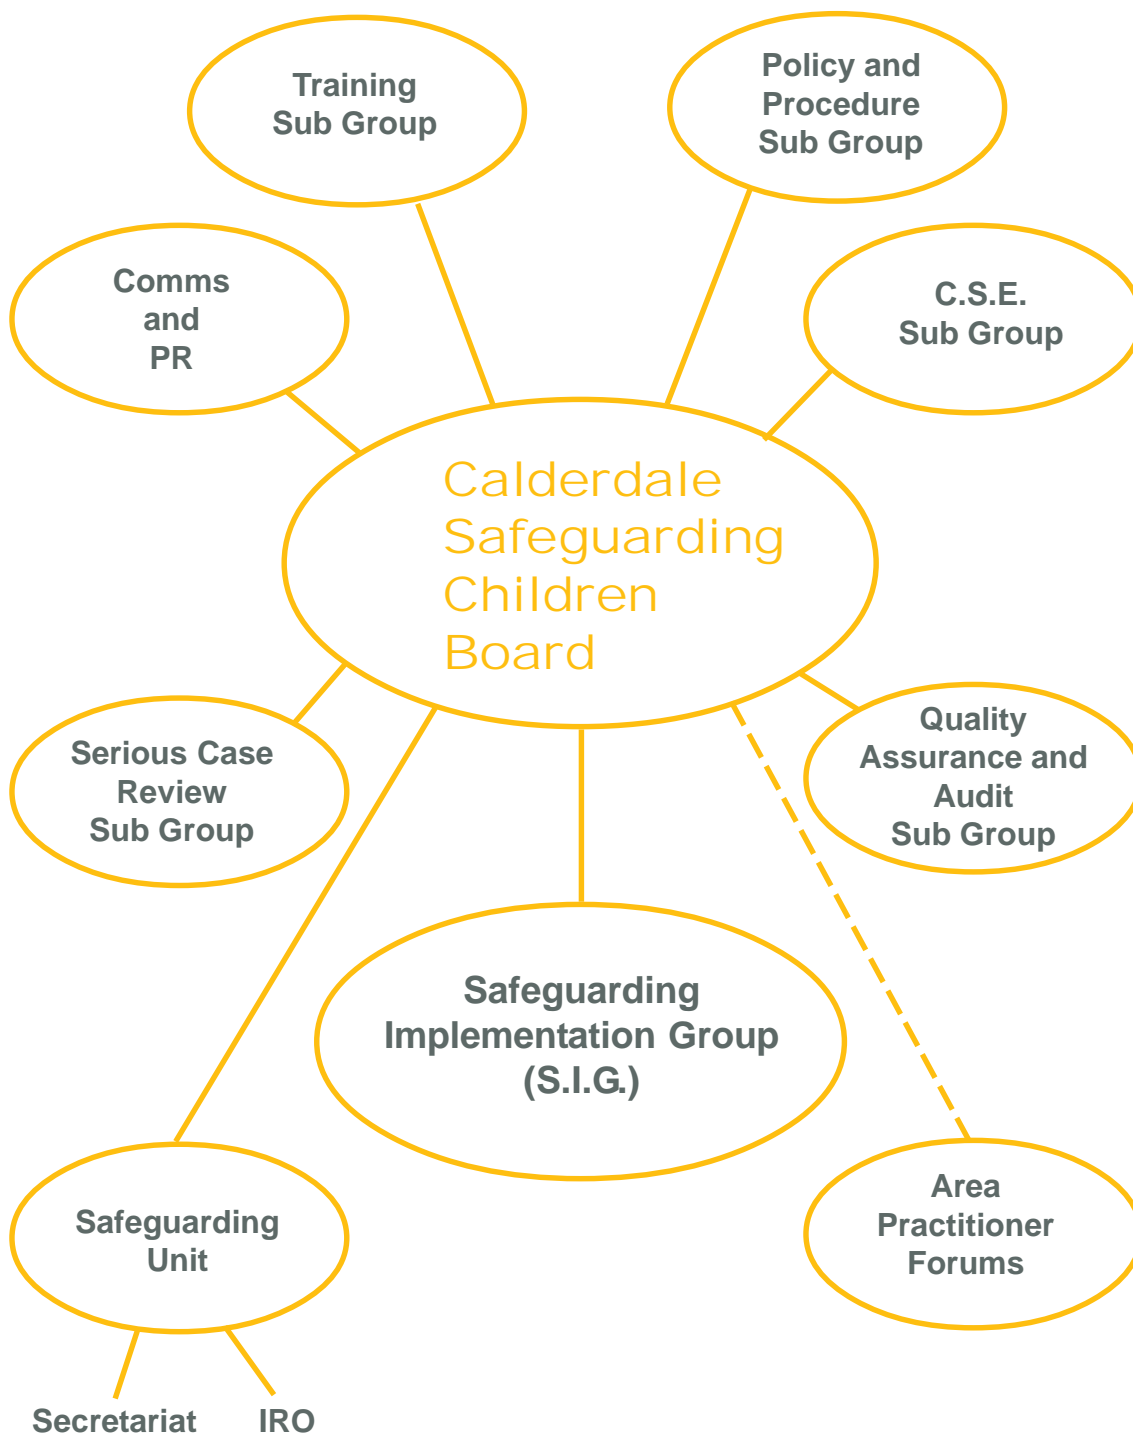 Training
Sub Group
Policy and
Procedure
Sub Group
Comms
and
PR
C.S.E.
Sub Group
Calderdale
Safeguarding
Children
Board
Serious Case
Review
Sub Group
Quality
Assurance and
Audit
Sub Group
Safeguarding
Implementation Group
(S.I.G.)
Safeguarding
Unit
Area
Practitioner
Forums
Secretariat
IRO